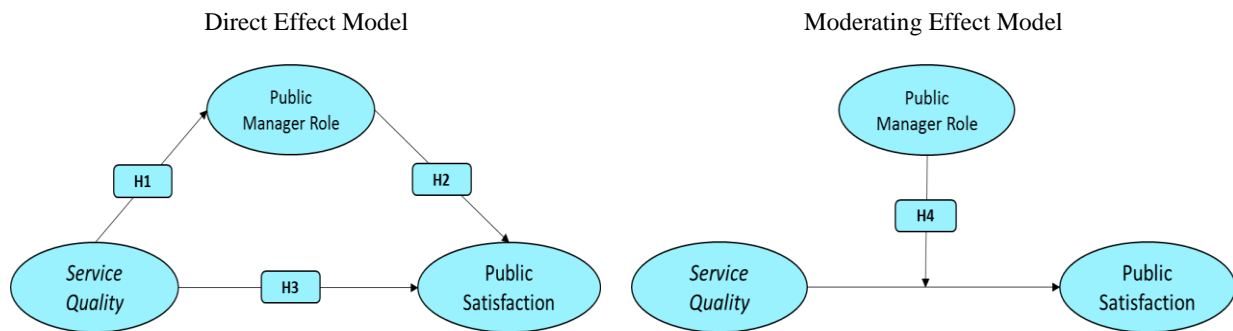 Direct Effect Model
Public
Manager Role
H1
H2
Service
Quality
H3
Public
Satisfaction
Moderating Effect Model
Public
Manager Role
H4
Service
Quality
Public
Satisfaction